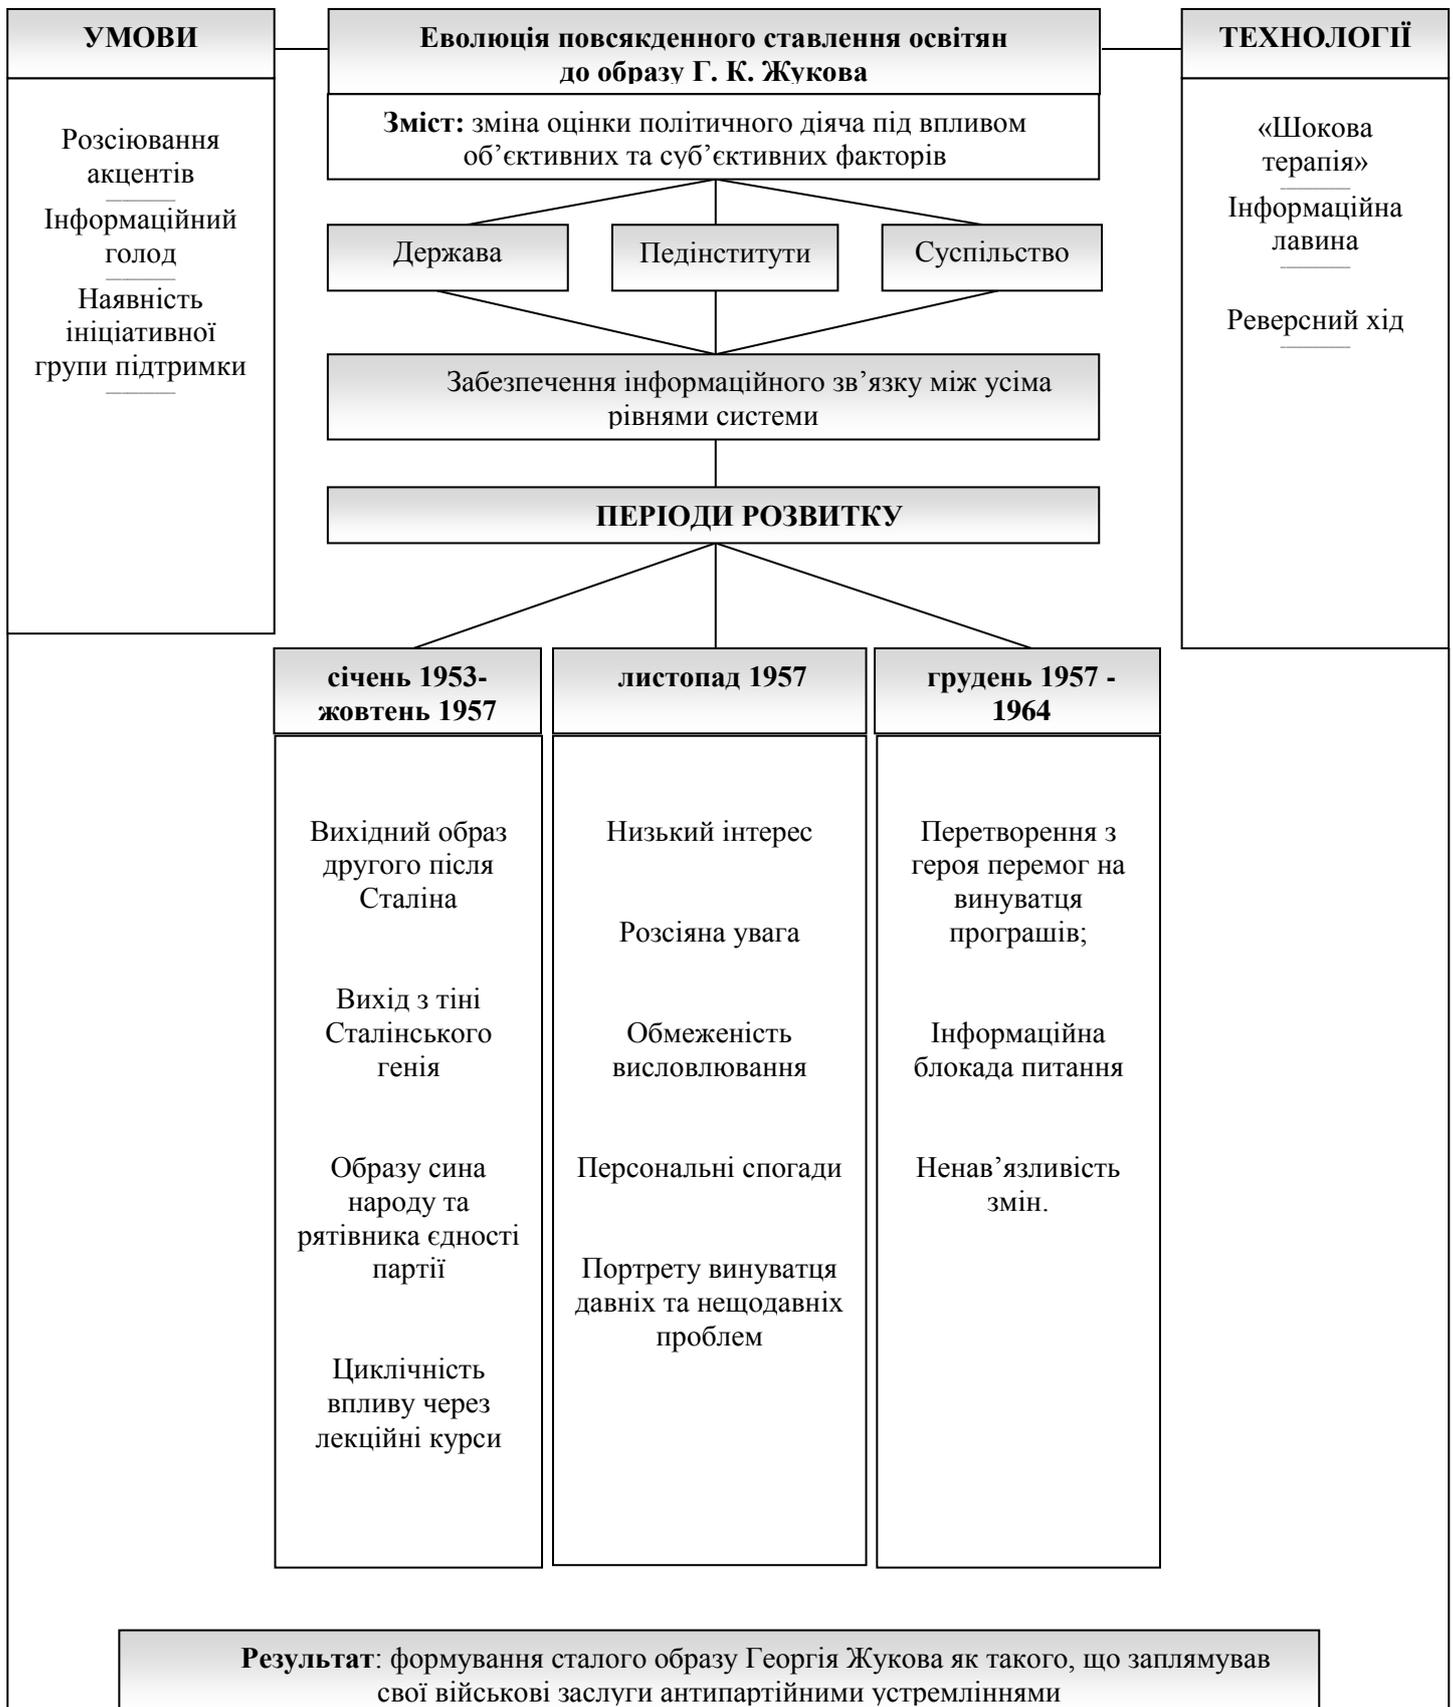 УМОВИ
Розсіювання
акцентів
Інформаційний
голод
Наявність
ініціативної
групи підтримки
Еволюція повсякденного ставлення освітян
до образу Г. К. Жукова
Зміст: зміна оцінки політичного діяча під впливом
об’єктивних та суб’єктивних факторів
Держава
Педінститути
Суспільство
Забезпечення інформаційного зв’язку між усіма
рівнями системи
ПЕРІОДИ РОЗВИТКУ
ТЕХНОЛОГІЇ
«Шокова
терапія»
Інформаційна
лавина
Реверсний хід
січень 1953-
жовтень 1957
Вихідний образ
другого після
Сталіна
Вихід з тіні
Сталінського
генія
Образу сина
народу та
рятівника єдності
партії
Циклічність
впливу через
лекційні курси
листопад 1957
Низький інтерес
Розсіяна увага
Обмеженість
висловлювання
Персональні спогади
Портрету винуватця
давніх та нещодавніх
проблем
грудень 1957 -
1964
Перетворення з
героя перемог на
винуватця
програшів;
Інформаційна
блокада питання
Ненав’язливість
змін.
Результат: формування сталого образу Георгія Жукова як такого, що заплямував
свої військові заслуги антипартійними устремліннями